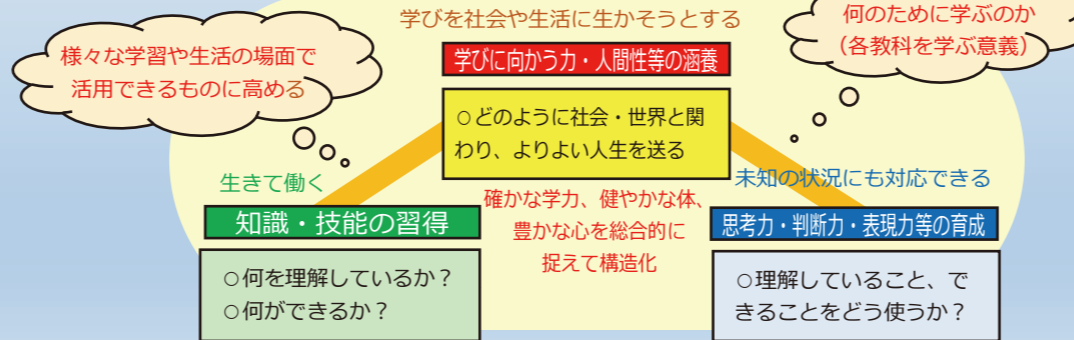 学びを社会や生活に生かそうとする
学びに向かう力・人間性等の涵養
○どのように社会・世界と関
わり、よりよい人生を送る
様々な学習や生活の場面で
活用できるものに高める
何のために学ぶのか
（各教科を学ぶ意義）
生きて働く
知識・技能の習得
○何を理解しているか？
○何ができるか？
確かな学力、健やかな体、
豊かな心を総合的に
捉えて構造化
未知の状況にも対応できる
思考力・判断力・表現力等の育成
○理解していること、で
きることをどう使うか？